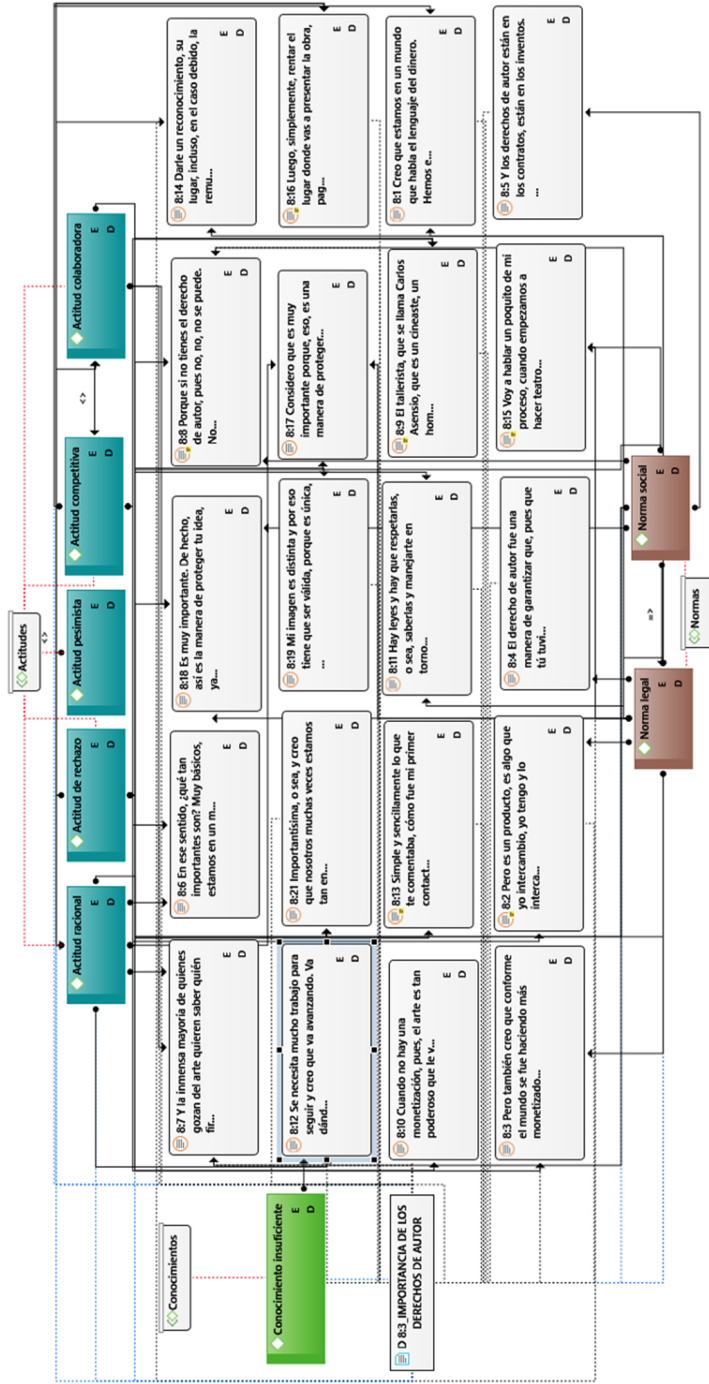 Actitudes
<>
Actitud racional
E
D
Actitud de rechazo
E
D
Actitud pesimista
E
D
Actitud competitiva
E
D
<>
Actitud colaboradora
E
D
Conocimientos
Conocimiento insuficiente
E
D
D 8:3_IMPORTANCIA DE LOS
DERECHOS DE AUTOR
8:7 Y la inmensa mayoría de quienes
gozan del arte quieren saber quién
fir...
E
D
8:6 En ese sentido, ¿qué tan
importantes son? Muy básicos,
estamos en un m...
E
D
8:18 Es muy importante. De hecho,
así es la manera de proteger tu idea,
ya...
E
D
8:8 Porque si no tienes el derecho
de autor, pues no, no, no se puede.
No...
E
D
8:14 Darle un reconocimiento, su
lugar, incluso, en el caso debido, la
remu...
E
D
8:12 Se necesita mucho trabajo para
seguir y creo que va avanzando. Va
dánd...
E
D
8:21 Importantísima, o sea, y creo
que nosotros muchas veces estamos
tan en...
E
D
8:19 Mi imagen es distinta y por eso
tiene que ser válida, porque es única,
...
E
D
8:17 Considero que es muy
importante porque, eso, es una
manera de proteger...
E
D
8:16 Luego, simplemente, rentar el
lugar donde vas a presentar la obra,
pag...
E
D
8:10 Cuando no hay una
monetización, pues, el arte es tan
poderoso que le v...
E
D
8:13 Simple y sencillamente lo que
te comentaba, cómo fue mi primer
contact...
E
D
8:11 Hay leyes y hay que respetarlas,
o sea, saberlas y manejarte en
torno...
E
D
8:9 El tallerista, que se llama Carlos
Asensio, que es un cineaste, un
hom...
E
D
8:1 Creo que estamos en un mundo
que habla el lenguaje del dinero.
Hemos e...
E
D
8:3 Pero también creo que conforme
el mundo se fue haciendo más
monetizado...
E
D
8:2 Pero es un producto, es algo que
yo intercambio, yo tengo y lo
interca...
E
D
8:4 El derecho de autor fue una
manera de garantizar que, pues que
tú tuvi...
E
D
8:15 Voy a hablar un poquito de mi
proceso, cuando empezamos a
hacer teatro...
E
D
8:5 Y los derechos de autor están en
los contratos, están en los inventos.
...
E
D
Norma legal
E
D
=>
Norma social
E
D
Normas